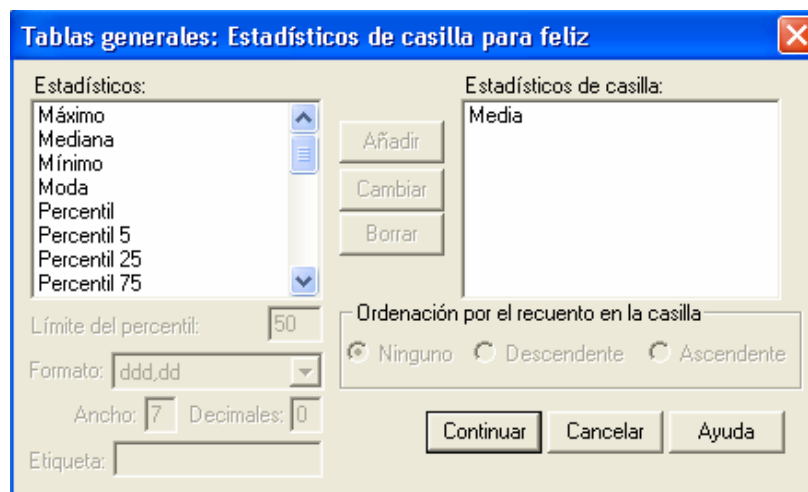 Tablas generales: Estadísticos de casilla para feliz
Estadísticos:
Máximo
Mediana
Mínimo
Moda
Percentil
Percentil 5
Percentil 25
Percentil 75
Añadir
Cambiar
Borrar
Estadísticos de casilla:
Media
Límite del percentil: 50
Formato: ddd,dd
Ancho: 7 Decimales: 0
Etiqueta:
Ordenación por el recuento en la casilla
Ninguno Descendente Ascendente
Continuar Cancelar Ayuda